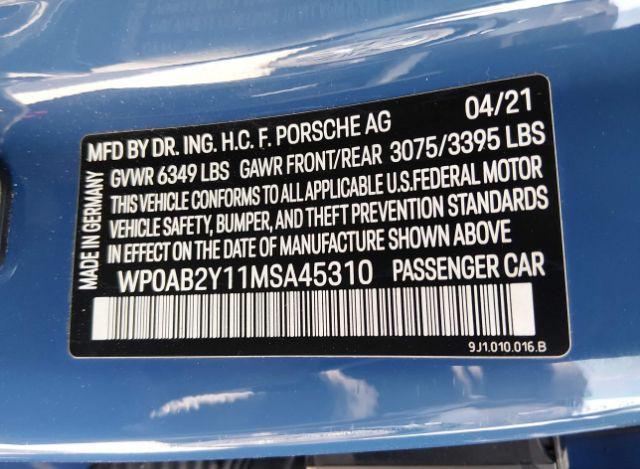 MFD BY DR. ING. H.C. F. PORSCHE AG 04/21
GVWR 6349 LBS GAWR FRONT/REAR 3075/3395 LBS
THIS VEHICLE CONFORMS TO ALL APPLICABLE U.S.FEDERAL MOTOR
VEHICLE SAFETY, BUMPER, AND THEFT PREVENTION STANDARDS
IN EFFECT ON THE DATE OF MANUFACTURE SHOWN ABOVE
WP0AB2Y11MSA45310 PASSENGER CAR
9J1.010.016.B
MADE IN GERMANY